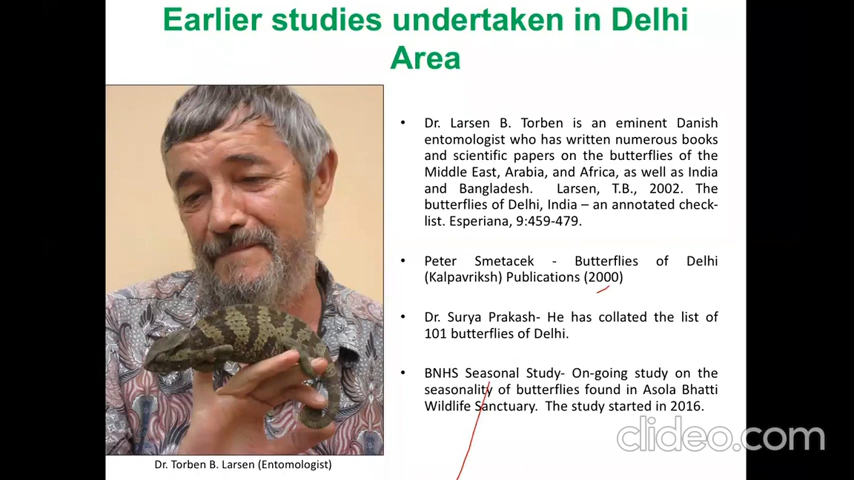 Earlier studies undertaken in Delhi
Area
• Dr. Larsen B. Torben is an eminent Danish
entomologist who has written numerous books
and scientific papers on the butterflies of the
Middle East, Arabia, and Africa, as well as India
and Bangladesh. Larsen, T.B., 2002. The
butterflies of Delhi, India – an annotated check-
list. Esperiana, 9:459-479.
• Peter Smetacek - Butterflies of Delhi
(Kalpavriksh) Publications (2000)
• Dr. Surya Prakash- He has collated the list of
101 butterflies of Delhi.
• BNHS Seasonal Study- On-going study on the
seasonality of butterflies found in Asola Bhatti
Wildlife Sanctuary. The study started in 2016.
Dr. Torben B. Larsen (Entomologist)
clideo.com